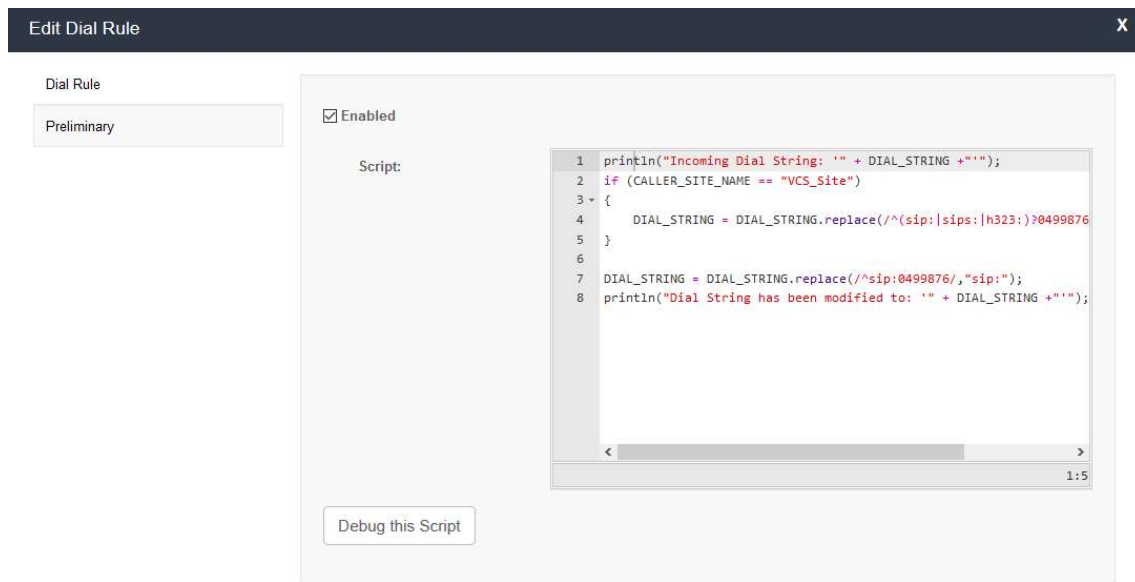 Edit Dial Rule
X
Dial Rule
Preliminary
Enabled
Script:
1 println("Incoming Dial String: '" + DIAL_STRING +"'");
2 if (CALLER_SITE_NAME == "VCS_Site")
3 {
4 DIAL_STRING = DIAL_STRING.replace(/^(sip:|sips:|h323:)?0499876
5 }
6
7 DIAL_STRING = DIAL_STRING.replace(/^sip:0499876/,"sip:");
8 println("Dial String has been modified to: '" + DIAL_STRING +"'");
1:5
Debug this Script